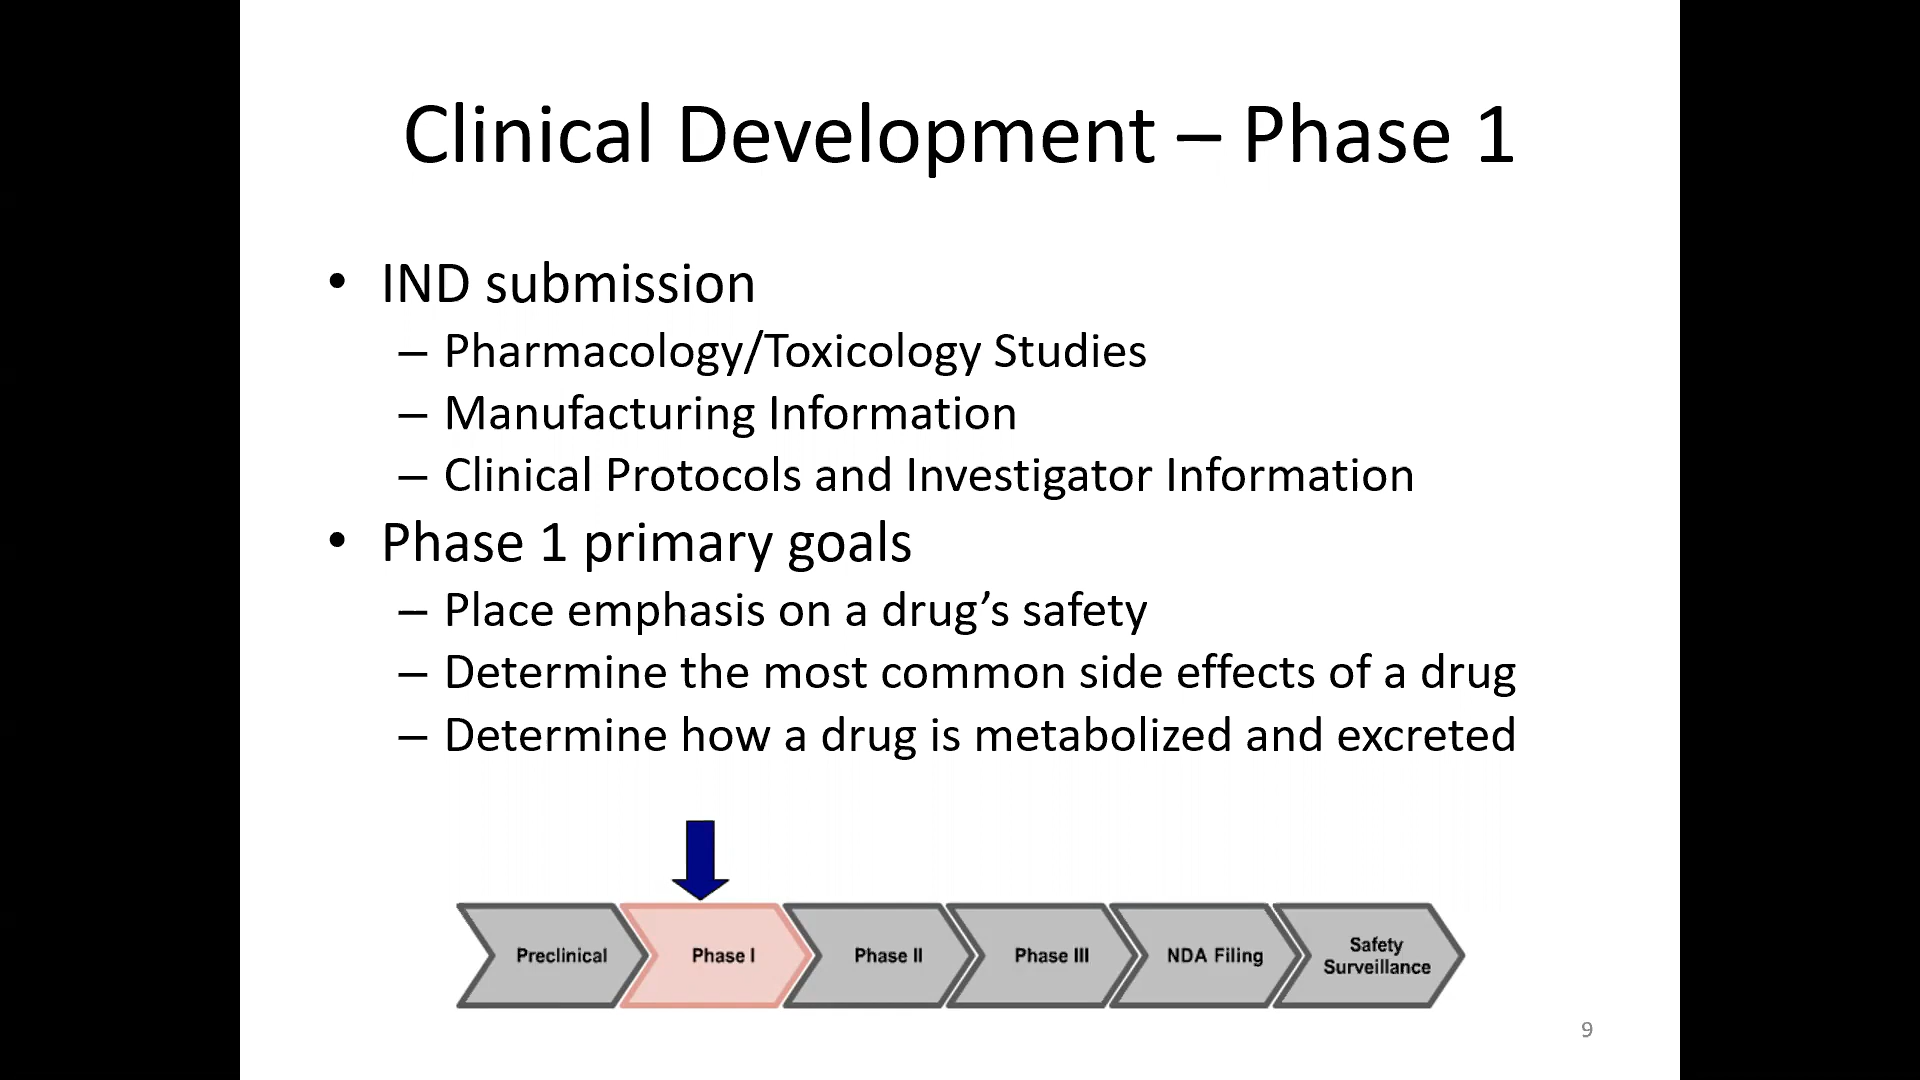 Clinical Development – Phase 1
• IND submission
– Pharmacology/Toxicology Studies
– Manufacturing Information
– Clinical Protocols and Investigator Information
• Phase 1 primary goals
– Place emphasis on a drug’s safety
– Determine the most common side effects of a drug
– Determine how a drug is metabolized and excreted
Preclinical
Phase I
Phase II
Phase III
NDA Filing
Safety
Surveillance
9